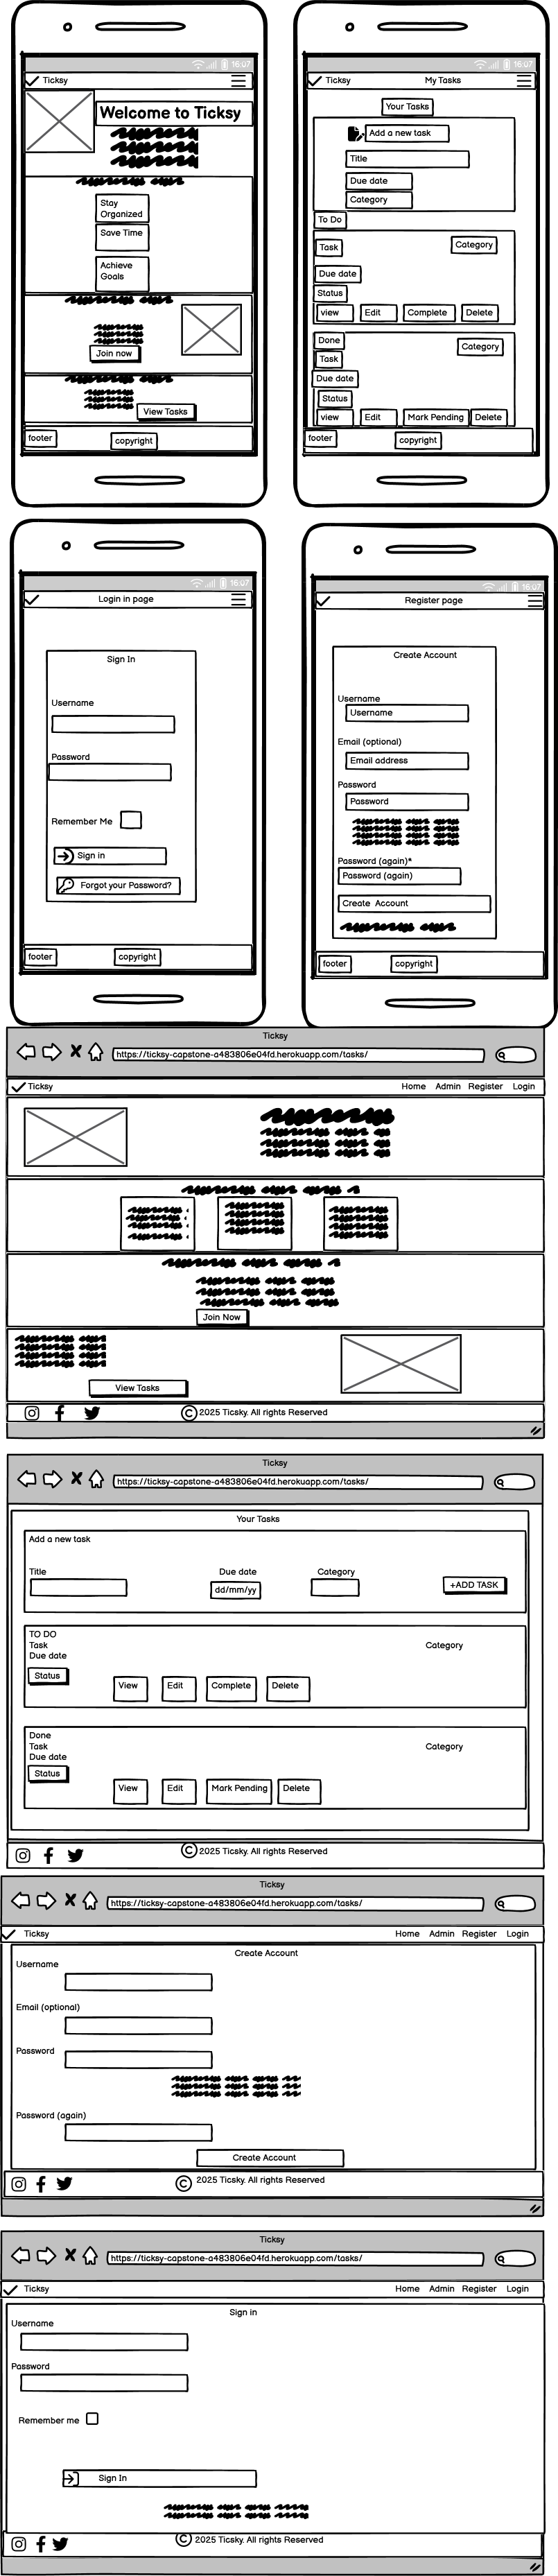 16:07
Ticksy
Welcome to Ticksy
Stay
Organized
Save Time
Achieve
Goals
Join now
View Tasks
footer
copyright
16:07
Ticksy My Tasks
Your Tasks
Add a new task
Title
Due date
Category
To Do
Task Category
Due date
Status
view Edit Complete Delete
Done
Category
Task
Due date
Status
view Edit Mark Pending Delete
footer
copyright
16:07
Login in page
Sign In
Username
Password
Remember Me
Sign in
Forgot your Password?
footer copyright
16:07
Register page
Create Account
Username
Username
Email (optional)
Email address
Password
Password
Password (again)*
Password (again)
Create Account
footer copyright
Ticksy
https://ticksy-capstone-a483806e04fd.herokuapp.com/tasks/
Ticksy Home Admin Register Login
Join Now
View Tasks
© 2025 Ticsky. All rights Reserved
Ticksy
https://ticksy-capstone-a483806e04fd.herokuapp.com/tasks/
Your Tasks
Add a new task
Title Due date Category
dd/mm/yy +ADD TASK
TO DO
Task Category
Due date
Status
View Edit Complete Delete
Done
Task Category
Due date
Status
View Edit Mark Pending Delete
© 2025 Ticsky. All rights Reserved
Ticksy
https://ticksy-capstone-a483806e04fd.herokuapp.com/tasks/
Ticksy Home Admin Register Login
Create Account
Username
Email (optional)
Password
Password (again)
Create Account
© 2025 Ticsky. All rights Reserved
Ticksy
https://ticksy-capstone-a483806e04fd.herokuapp.com/tasks/
Ticksy Home Admin Register Login
Sign in
Username
Password
Remember me
Sign In
© 2025 Ticsky. All rights Reserved